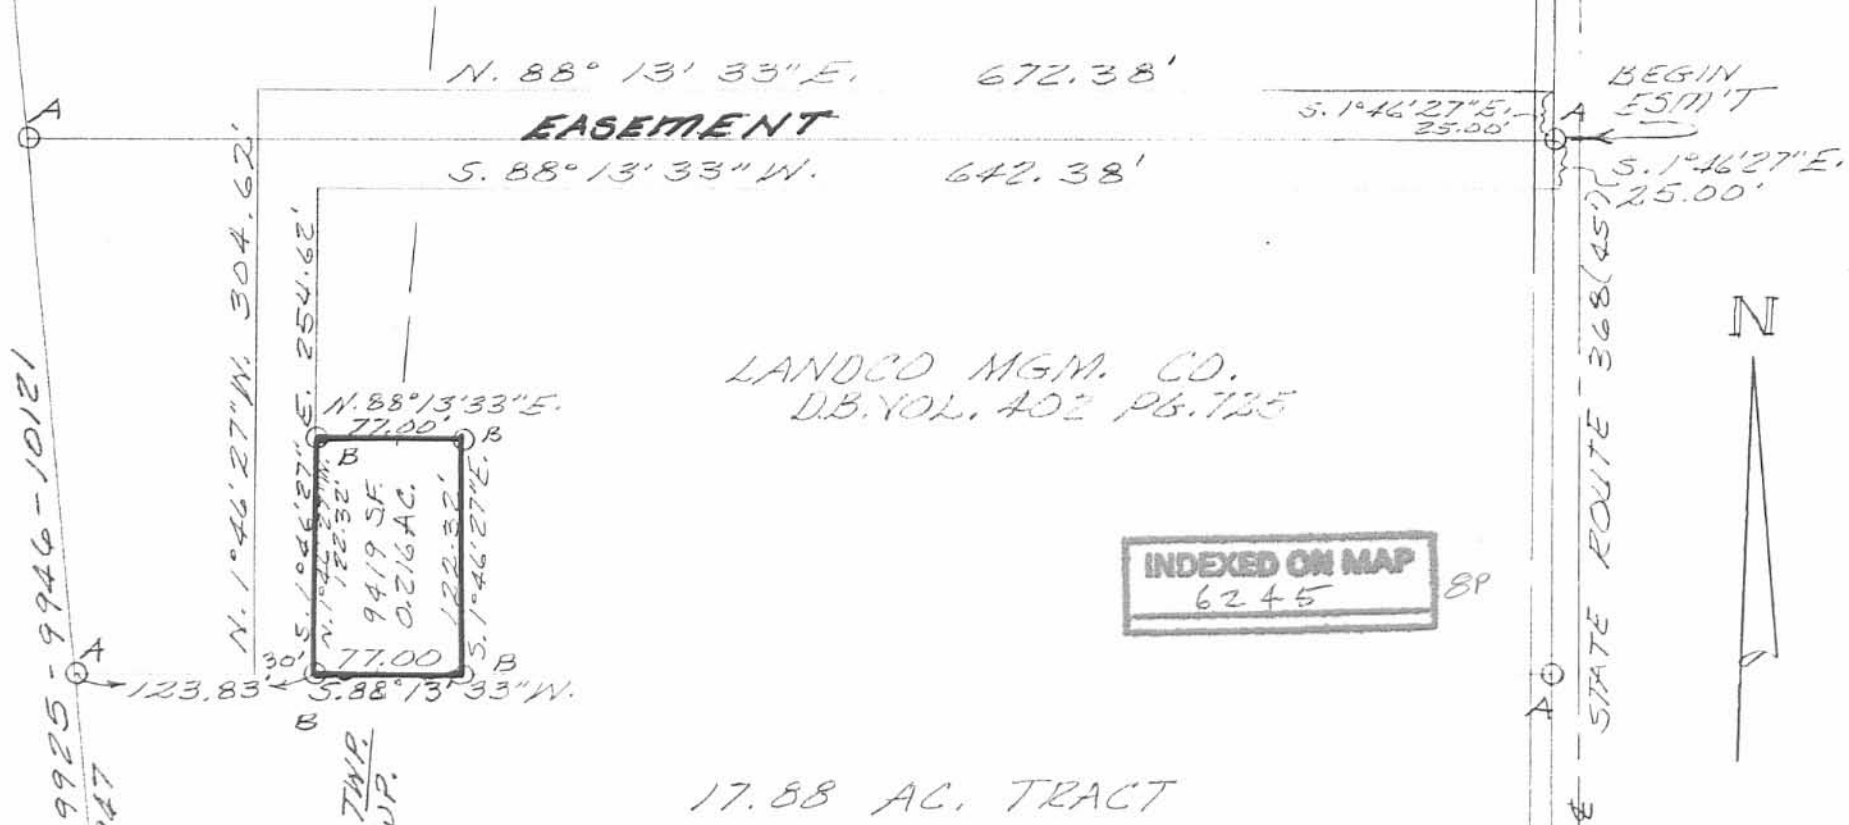 N. 88° 13' 33" E. 672.38'
BEGIN
ESM'T
S. 1°46'27" E.
25.00'
A
A
EASEMENT
S. 88° 13' 33" W. 642.38'
S. 1°46'27" E.
25.00'
N. 1°46'27" W. 304.62'
S. 1°46'27" E. 254.62'
STATE ROUTE 368 (45')
N
LANDCO MGM. CO.
D.B. VOL. 402 PG. 725
N. 88°13'33" E.
77.00'
B
B
N. 1°46'27" W.
122.32'
9419 S.F.
0.216 AC.
122.32'
S. 1°46'27" E.
INDEXED ON MAP
6245
8P
9925-9946-10121
A
123.83'
30'
77.00
B
S. 88°13'33" W.
B
A
TWP.
17.88 AC. TRACT